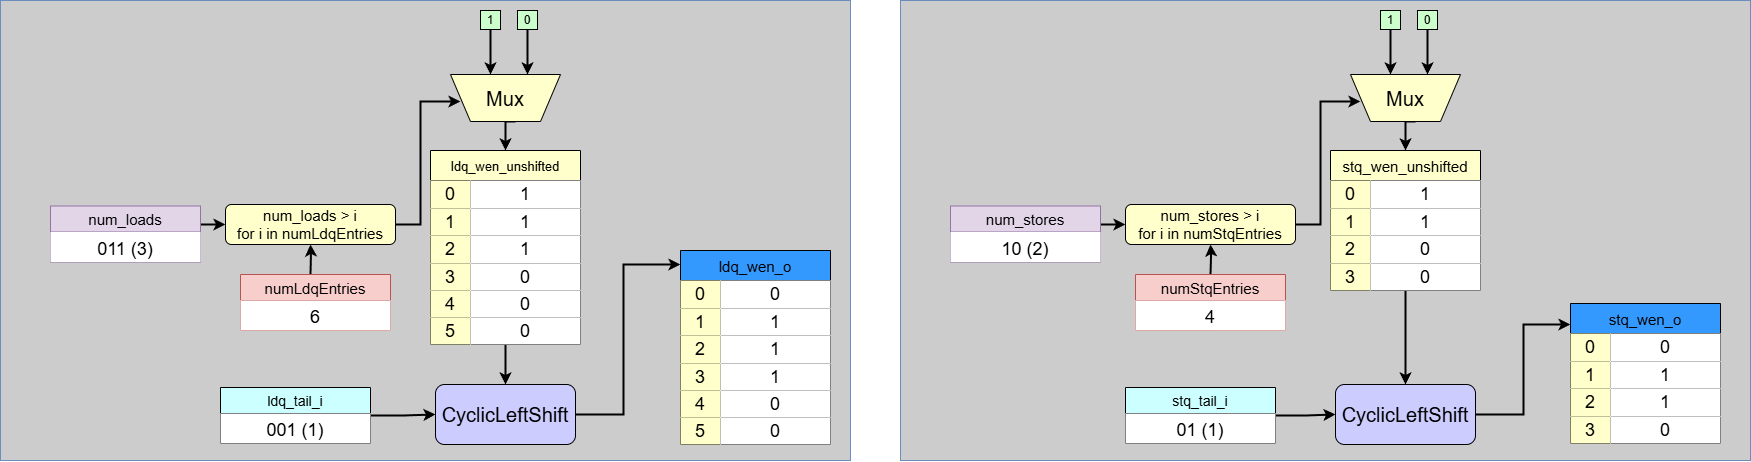 1 0
Mux
ldq_wen_unshifted
0 1
1 1
2 1
3 0
4 0
5 0
num_loads
011 (3)
num_loads > i
for i in numLdqEntries
numLdqEntries
6
ldq_tail_i
001 (1)
CyclicLeftShift
ldq_wen_o
0 0
1 1
2 1
3 1
4 0
5 0
1 0
Mux
stq_wen_unshifted
0 1
1 1
2 0
3 0
num_stores
10 (2)
num_stores > i
for i in numStqEntries
numStqEntries
4
stq_tail_i
01 (1)
CyclicLeftShift
stq_wen_o
0 0
1 1
2 1
3 0